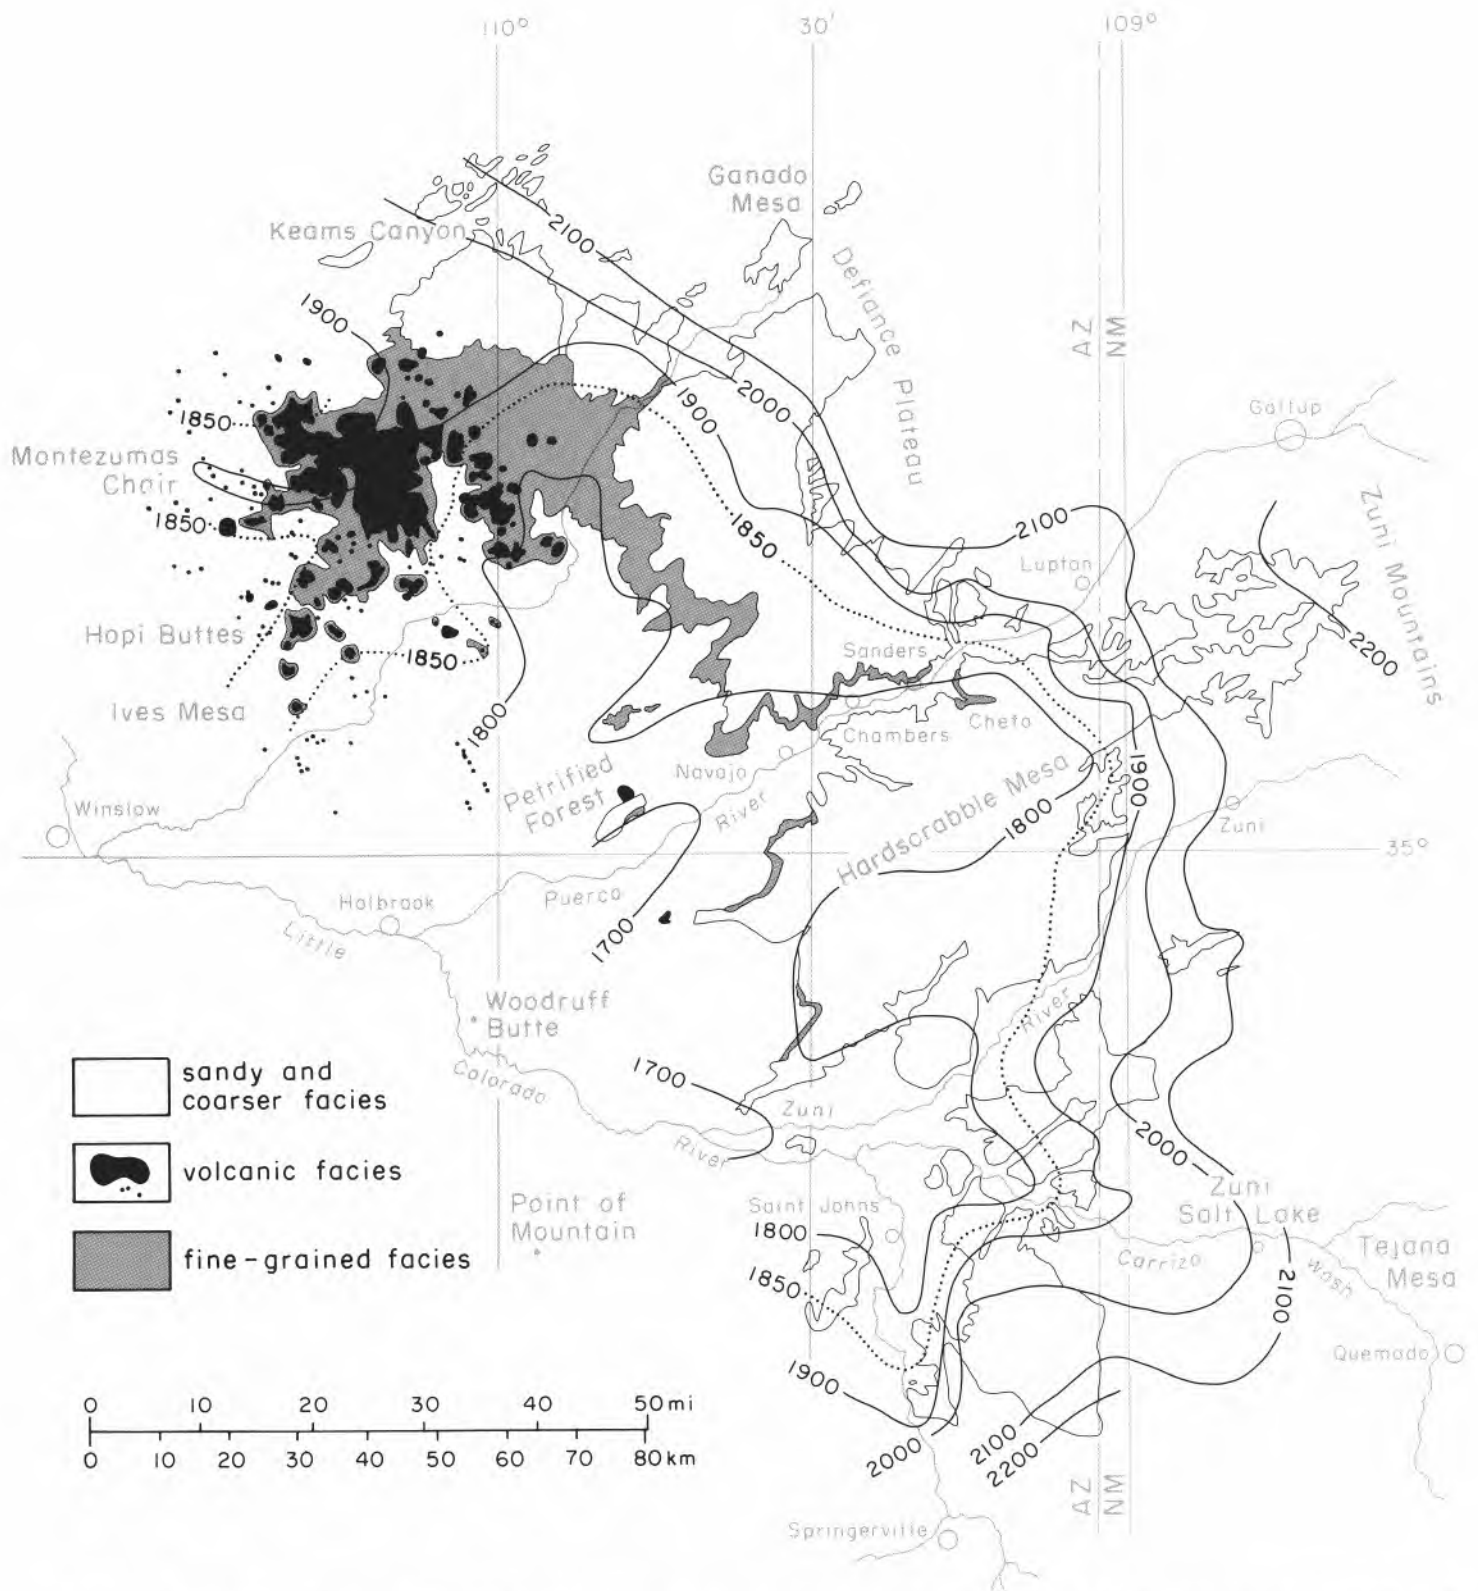 110°
30'
109°
Ganado
Mesa
Keams Canyon
2100
Defiance Plateau
1900
AZ
NM
2000
1900
1850
Gallup
Montezumas
Chair
1850
1850
2100
Zuni Mountains
Lupton
Hopi Buttes
1850
2200
Sanders
Ives Mesa
1800
Cheto
Chambers
Navajo
Petrified
Forest
River
Hardscrabble Mesa
1900
1800
Winslow
Zuni
35°
Holbrook
Puerco
1700
Little
River
Woodruff
Butte
sandy and
coarser facies
Colorado
1700
Zuni
2000
River
volcanic facies
Point of
Mountain
Saint Johns
1800
Zuni
Salt Lake
Carrizo
Wash
Tejana
Mesa
fine-grained facies
1850
2100
Quemado
1900
0 10 20 30 40 50 mi
0 10 20 30 40 50 60 70 80 km
2000
2100
2200
AZ
NM
Springerville